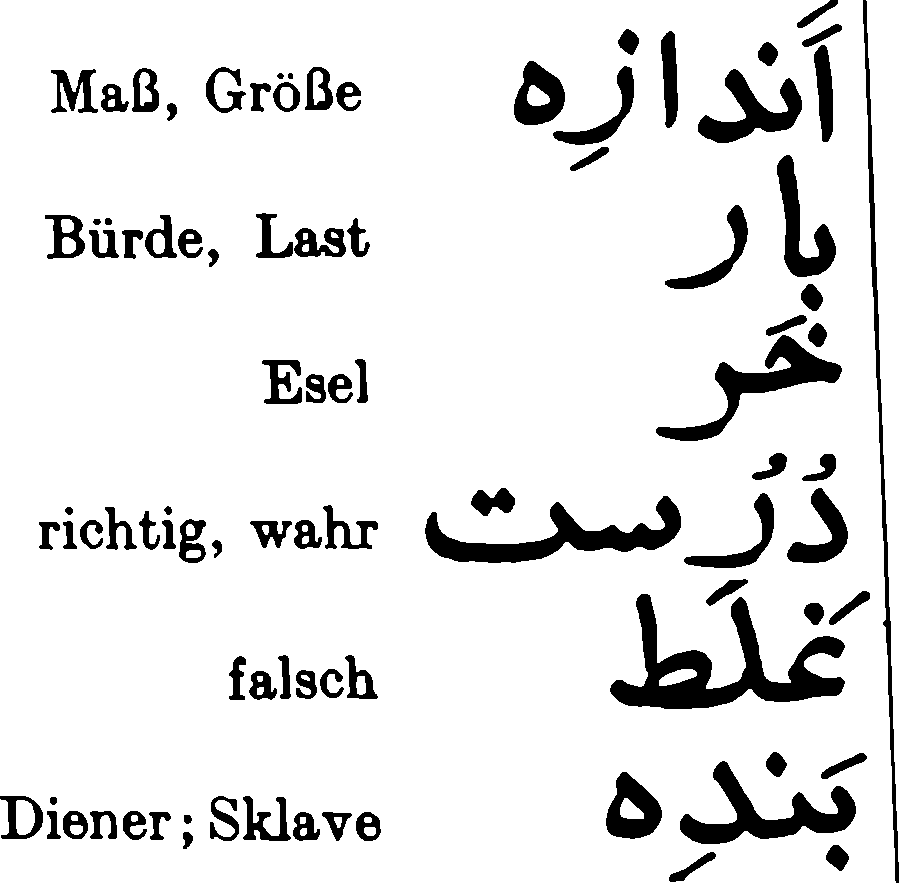 Maß, Größe اَندازِه
Bürde, Last بار
Esel خَر
richtig, wahr دُرُست
falsch غَلَط
Diener; Sklave بَندِه